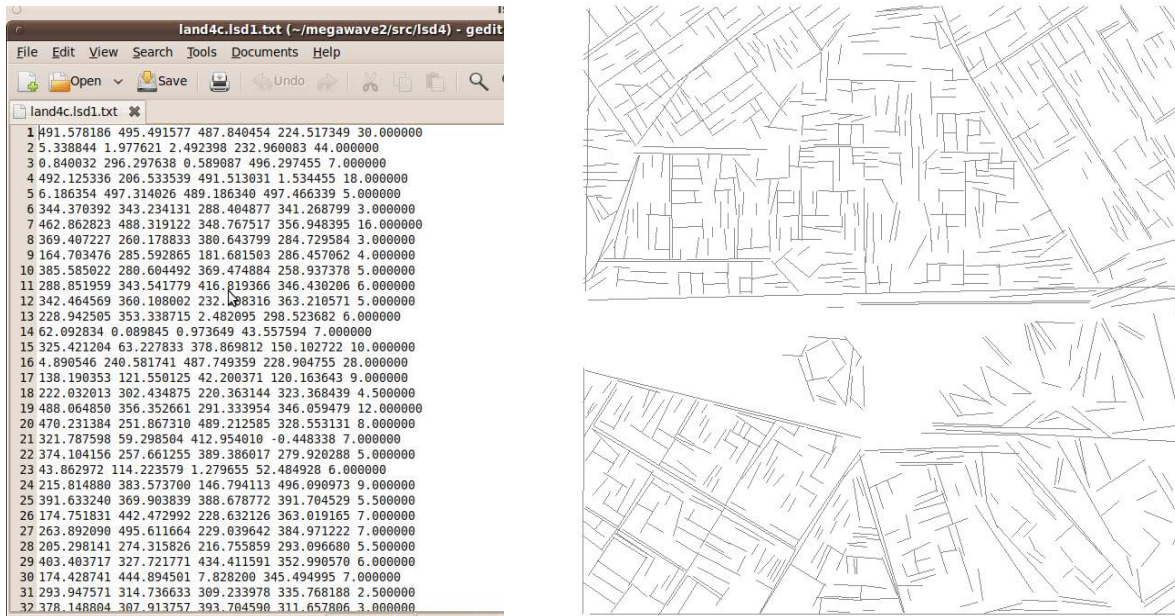 land4c.lsd1.txt (~/megawave2/src/lsd4) - gedit
File Edit View Search Tools Documents Help
Open Save Undo
land4c.lsd1.txt
1 491.578186 495.491577 487.840454 224.517349 30.000000
2 5.338844 1.977621 2.492398 232.960083 44.000000
3 0.840032 296.297638 0.589087 496.297455 7.000000
4 492.125336 206.533539 491.513031 1.534455 18.000000
5 6.186354 497.314026 489.186340 497.466339 5.000000
6 344.370392 343.234131 288.404877 341.268799 3.000000
7 462.862823 488.319122 348.767517 356.948395 16.000000
8 369.407227 260.178833 380.643799 284.729584 3.000000
9 164.703476 285.592865 181.681503 286.457062 4.000000
10 385.585022 280.604492 369.474884 258.937378 5.000000
11 288.851959 343.541779 416.819366 346.430206 6.000000
12 342.464569 360.108002 363.210571 5.000000
13 228.942505 353.338715 2.482095 298.523682 6.000000
14 62.092834 0.089845 0.973649 43.557594 7.000000
15 325.421204 63.227833 378.869812 150.102722 10.000000
16 4.890546 240.581741 487.749359 228.904755 28.000000
17 138.190353 121.550125 42.200371 120.163643 9.000000
18 222.032013 302.434875 220.363144 323.368439 4.500000
19 488.064850 356.352661 291.333954 346.059479 12.000000
20 470.231384 251.867310 489.212585 328.553131 8.000000
21 321.787598 59.298504 412.954010 -0.448338 7.000000
22 374.104156 257.661255 389.386017 279.920288 5.000000
23 43.862972 114.223579 1.279655 52.484928 6.000000
24 215.814880 383.573700 146.794113 496.090973 9.000000
25 391.633240 369.903839 388.678772 391.704529 5.500000
26 174.751831 442.472992 228.632126 363.019165 7.000000
27 263.892090 495.611664 229.039642 384.971222 7.000000
28 205.298141 274.315826 216.755859 293.096680 5.500000
29 403.403717 327.721771 434.411591 352.990570 6.000000
30 174.428741 444.894501 7.828200 345.494995 7.000000
31 293.947571 314.736633 309.233978 335.768188 2.500000
32 378.148804 307.913757 393.704590 311.657806 3.000000